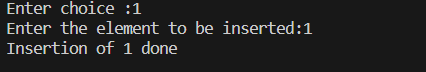 Enter choice :1
Enter the element to be inserted:1
Insertion of 1 done